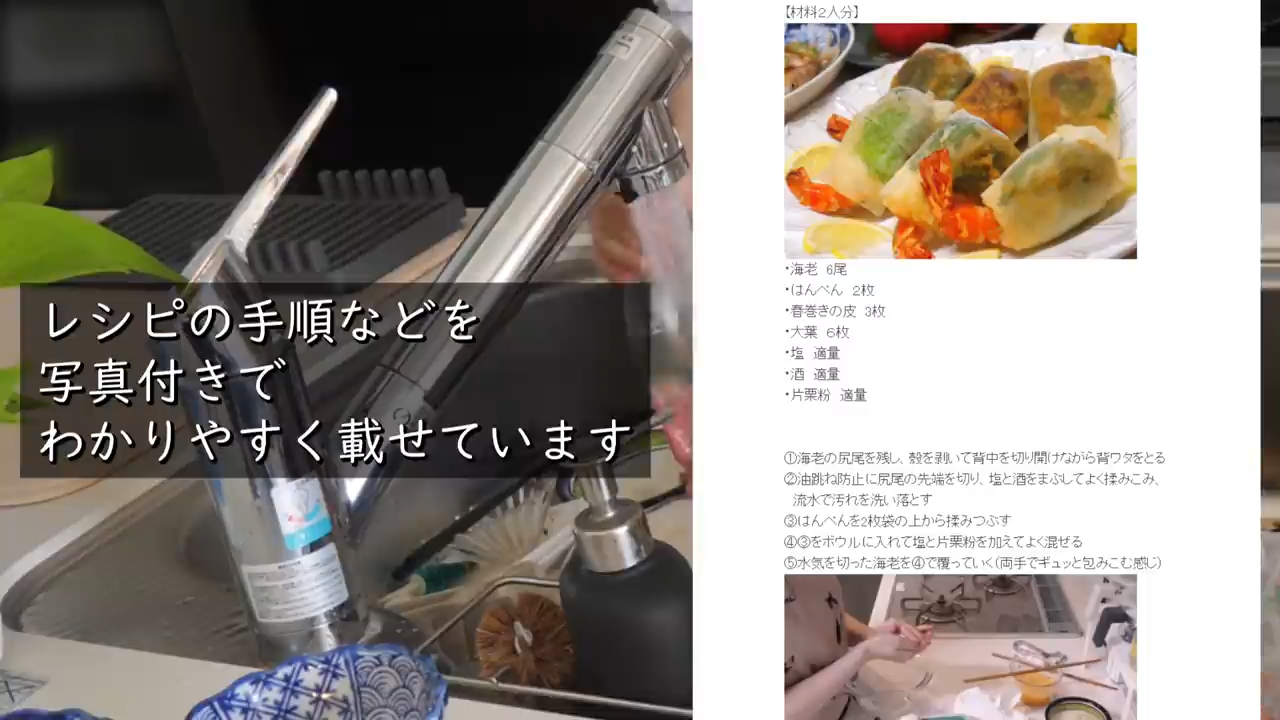 レシピの手順などを
写真付きで
わかりやすく載せています
【材料２人分】
・海老　6尾
・はんぺん　2枚
・春巻きの皮　3枚
・大葉　6枚
・塩　適量
・酒　適量
・片栗粉　適量
①海老の尻尾を残し、殻を剥いて背中を切り開けながら背ワタをとる
②油跳ね防止に尻尾の先端を切り、塩と酒をまぶしてよく揉みこみ、
流水で汚れを洗い落とす
③はんぺんを2枚袋の上から揉みつぶす
④③をボウルに入れて塩と片栗粉を加えてよく混ぜる
⑤水気を切った海老を④で覆っていく（両手でギュッと包みこむ感じ）